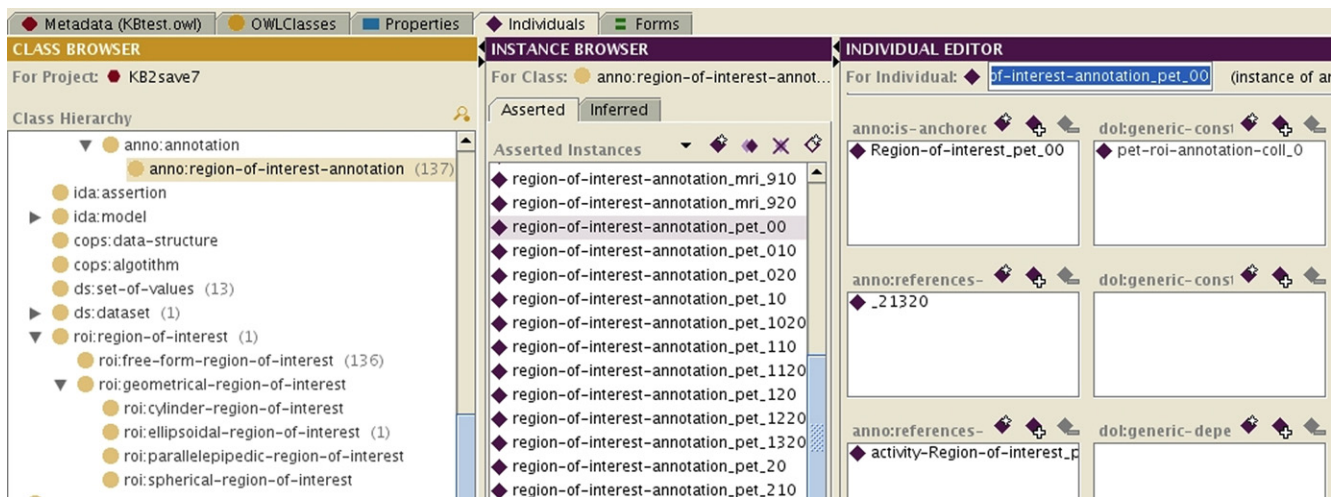 Metadata (KBtest.owl) OWLClasses Properties Individuals Forms
CLASS BROWSER
For Project: KB2save7
Class Hierarchy
anno:annotation
anno:region-of-interest-annotation (137)
ida:assertion
ida:model
cops:data-structure
cops:algotithm
ds:set-of-values (13)
ds:dataset (1)
roi:region-of-interest (1)
roi:free-form-region-of-interest (136)
roi:geometrical-region-of-interest
roi:cylinder-region-of-interest
roi:ellipsoidal-region-of-interest (1)
roi:parallelepipedic-region-of-interest
roi:spherical-region-of-interest
INSTANCE BROWSER
For Class: anno:region-of-interest-annot...
Asserted Inferred
Asserted Instances
region-of-interest-annotation_mri_910
region-of-interest-annotation_mri_920
region-of-interest-annotation_pet_00
region-of-interest-annotation_pet_010
region-of-interest-annotation_pet_020
region-of-interest-annotation_pet_10
region-of-interest-annotation_pet_1020
region-of-interest-annotation_pet_110
region-of-interest-annotation_pet_1120
region-of-interest-annotation_pet_120
region-of-interest-annotation_pet_1220
region-of-interest-annotation_pet_1320
region-of-interest-annotation_pet_20
region-of-interest-annotation_pet_210
INDIVIDUAL EDITOR
For Individual: of-interest-annotation_pet_00 (instance of ar
anno:is-anchored dol:generic-const
Region-of-interest_pet_00 pet-roi-annotation-coll_0
anno:references- dol:generic-const
_21320
anno:references- dol:generic-depe
activity-Region-of-interest_p